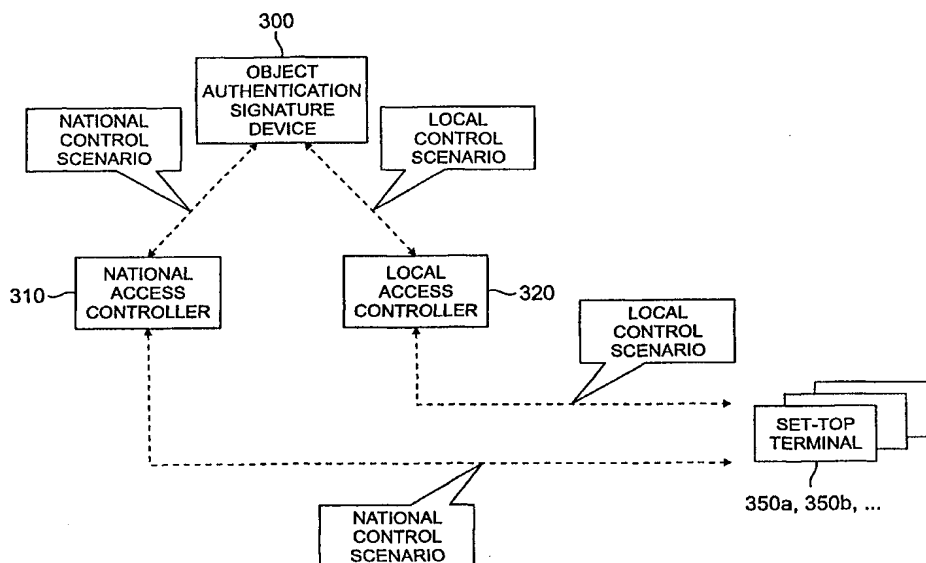 300
OBJECT
AUTHENTICATION
SIGNATURE
DEVICE
NATIONAL
CONTROL
SCENARIO
LOCAL
CONTROL
SCENARIO
310
NATIONAL
ACCESS
CONTROLLER
LOCAL
ACCESS
CONTROLLER
320
LOCAL
CONTROL
SCENARIO
SET-TOP
TERMINAL
350a, 350b, ...
NATIONAL
CONTROL
SCENARIO